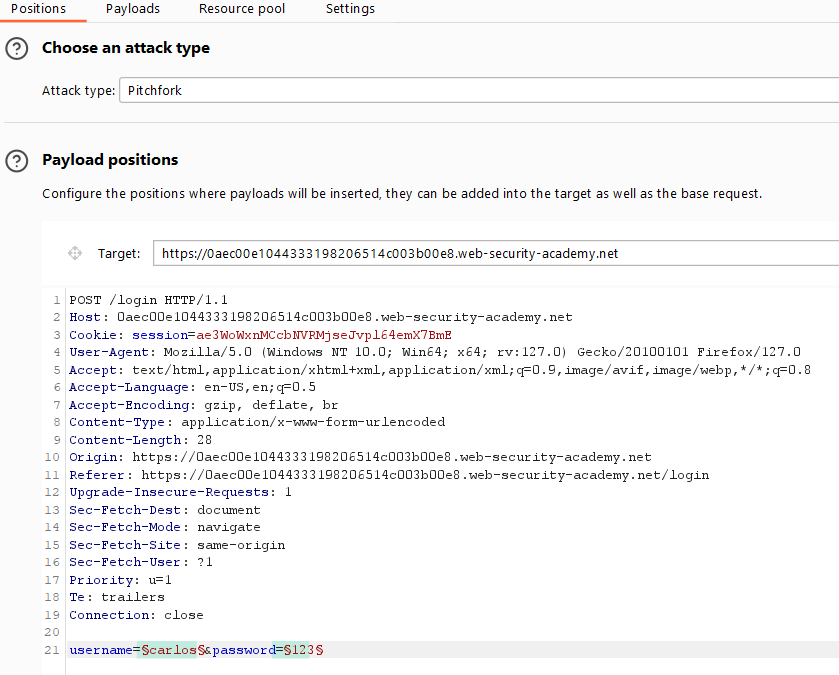 Positions Payloads Resource pool Settings
? Choose an attack type
Attack type: Pitchfork
? Payload positions
Configure the positions where payloads will be inserted, they can be added into the target as well as the base request.
Target: https://0aec00e1044333198206514c003b00e8.web-security-academy.net
1 POST /login HTTP/1.1
2 Host: 0aec00e1044333198206514c003b00e8.web-security-academy.net
3 Cookie: session=ae3WoWxnMCcbNVRMjseJvpl64emX7BmE
4 User-Agent: Mozilla/5.0 (Windows NT 10.0; Win64; x64; rv:127.0) Gecko/20100101 Firefox/127.0
5 Accept: text/html,application/xhtml+xml,application/xml;q=0.9,image/avif,image/webp,*/*;q=0.8
6 Accept-Language: en-US,en;q=0.5
7 Accept-Encoding: gzip, deflate, br
8 Content-Type: application/x-www-form-urlencoded
9 Content-Length: 28
10 Origin: https://0aec00e1044333198206514c003b00e8.web-security-academy.net
11 Referer: https://0aec00e1044333198206514c003b00e8.web-security-academy.net/login
12 Upgrade-Insecure-Requests: 1
13 Sec-Fetch-Dest: document
14 Sec-Fetch-Mode: navigate
15 Sec-Fetch-Site: same-origin
16 Sec-Fetch-User: ?1
17 Priority: u=1
18 Te: trailers
19 Connection: close
20
21 username=§carlos§&password=§123§